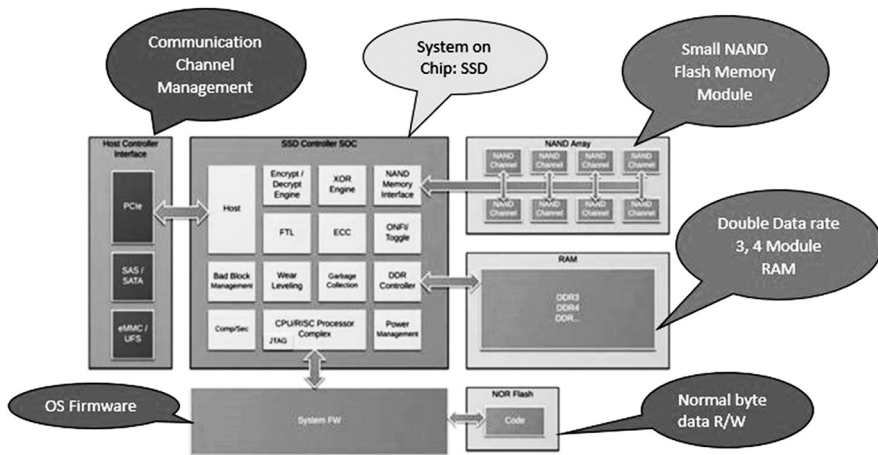 Communication
Channel
Management
System on
Chip: SSD
Small NAND
Flash Memory
Module
Host Controller
Interface
PCIe
SAS /
SATA
eMMC /
UFS
SSD Controller SOC
Host
Encrypt /
Decrypt
Engine
XOR
Engine
NAND
Memory
Interface
FTL
ECC
ONFI/
Toggle
Bad Block
Management
Wear
Leveling
Garbage
Collection
DDR
Controller
Comp/Sec
CPU/RISC Processor
Complex
JTAG
Power
Management
NAND Array
NAND
Channel
NAND
Channel
NAND
Channel
NAND
Channel
NAND
Channel
NAND
Channel
NAND
Channel
NAND
Channel
RAM
DDR3
DDR4
DDR...
Double Data rate
3, 4 Module
RAM
OS Firmware
System FW
NOR Flash
Code
Normal byte
data R/W